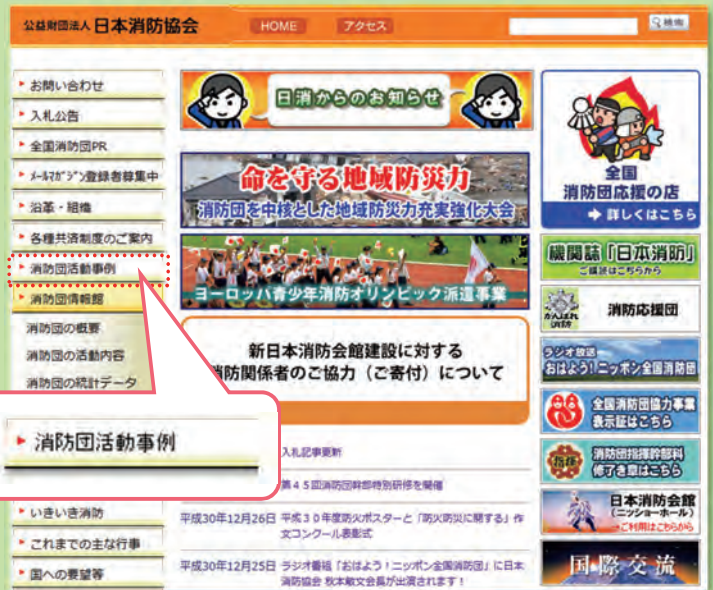 公益財団法人 日本消防協会
HOME
アクセス
検索
お問い合わせ
入札公告
全国消防団PR
ﾒｰﾙﾏｶﾞｼﾞﾝ登録者募集中
沿革・組織
各種共済制度のご案内
消防団活動事例
消防団情報館
消防団の概要
消防団の活動内容
消防団の統計データ
消防団活動事例
いきいき消防
これまでの主な行事
国への要望等
日消からのお知らせ
命を守る地域防災力
消防団を中核とした地域防災力充実強化大会
ヨーロッパ青少年消防オリンピック派遣事業
新日本消防会館建設に対する
消防関係者のご協力（ご寄付）について
入札記事更新
第４５回消防団幹部特別研修を開催
平成30年12月26日 平成３０年度防火ポスターと「防火防災に関する」作
文コンクール表彰式
平成30年12月25日 ラジオ番組「おはよう！ニッポン全国消防団」に日本
消防協会 秋本敏文会長が出演されます！
全国
消防団応援の店
詳しくはこちら
機関誌「日本消防」
ご購読はこちらから
がんばれ
消防
消防応援団
ラジオ放送
おはよう！ニッポン全国消防団
全国消防団協力事業
表示証はこちら
指揮
消防団指揮幹部科
修了き章はこちら
日本消防会館
（ニッショーホール）
ご利用はこちらから
国際交流